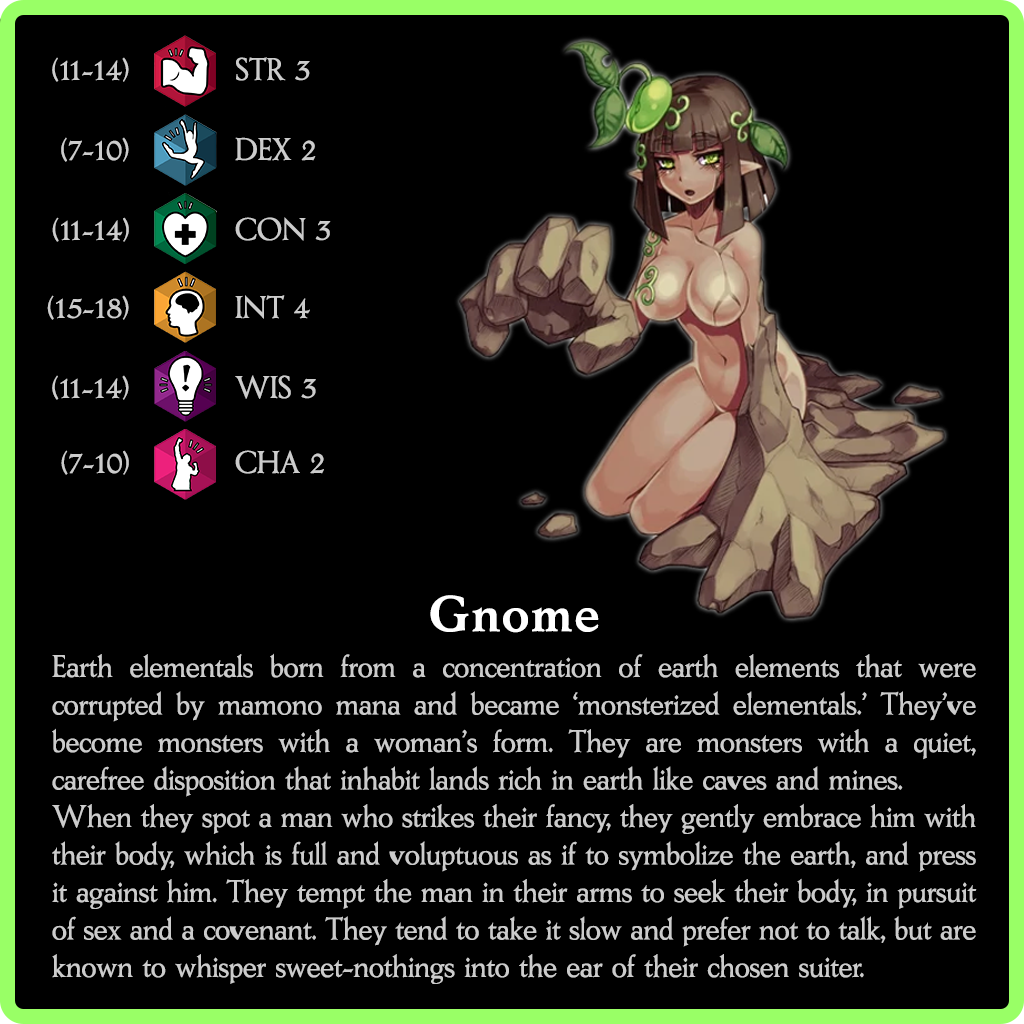 (11-14) STR 3
(7-10) DEX 2
(11-14) CON 3
(15-18) INT 4
(11-14) WIS 3
(7-10) CHA 2
Gnome
Earth elementals born from a concentration of earth elements that were
corrupted by mamono mana and became ‘monsterized elementals.’ They’ve
become monsters with a woman’s form. They are monsters with a quiet,
carefree disposition that inhabit lands rich in earth like caves and mines.
When they spot a man who strikes their fancy, they gently embrace him with
their body, which is full and voluptuous as if to symbolize the earth, and press
it against him. They tempt the man in their arms to seek their body, in pursuit
of sex and a covenant. They tend to take it slow and prefer not to talk, but are
known to whisper sweet-nothings into the ear of their chosen suiter.